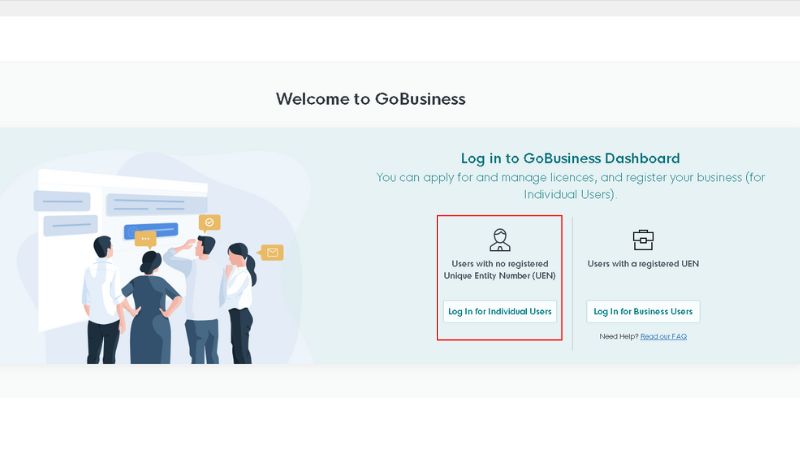 Welcome to GoBusiness
Log in to GoBusiness Dashboard
You can apply for and manage licences, and register your business (for
Individual Users).
Users with no registered
Unique Entity Number (UEN)
Log In for Individual Users
Users with a registered UEN
Log In for Business Users
Need Help? Read our FAQ